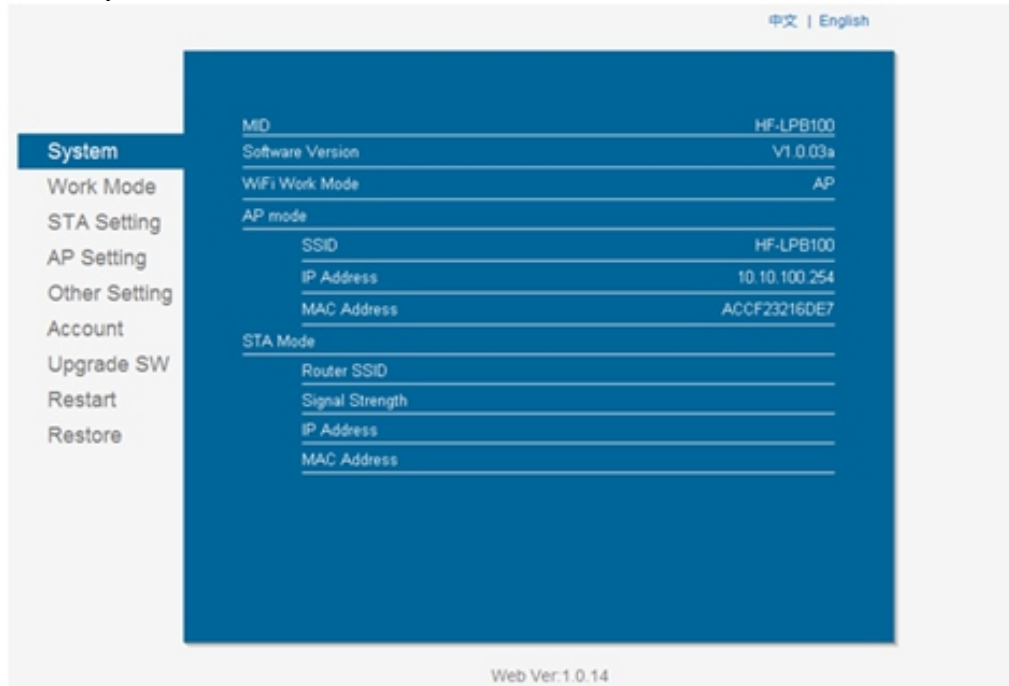 中文 | English
System
Work Mode
STA Setting
AP Setting
Other Setting
Account
Upgrade SW
Restart
Restore
MID HF-LPB100
Software Version V1.0.03a
WiFi Work Mode AP
AP mode
SSID HF-LPB100
IP Address 10.10.100.254
MAC Address ACCF23216DE7
STA Mode
Router SSID
Signal Strength
IP Address
MAC Address
Web Ver:1.0.14